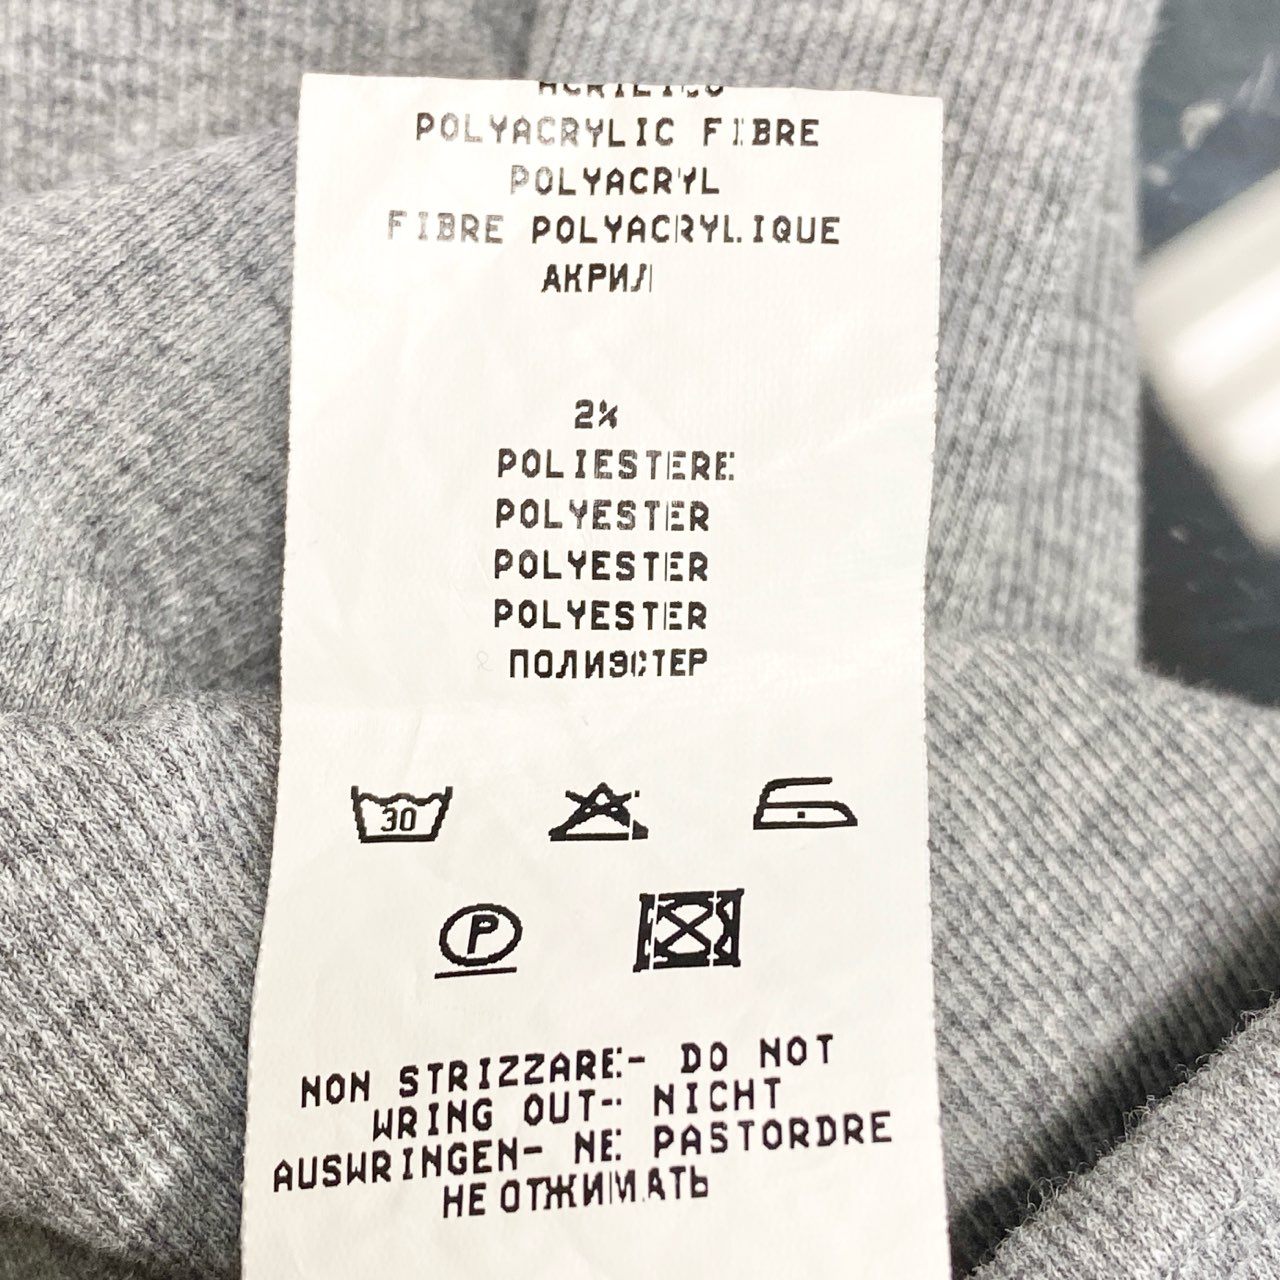 ACRILICO
POLYACRYLIC FIBRE
POLYACRYL
FIBRE POLYACRYLIQUE
АКРИЛ
2%
POLIESTERE
POLYESTER
POLYESTER
POLYESTER
ПОЛИЭСТЕР
30
P
NON STRIZZARE- DO NOT
WRING OUT- NICHT
AUSWRINGEN- NE PASTORDRE
НЕ ОТЖИМАТЬ